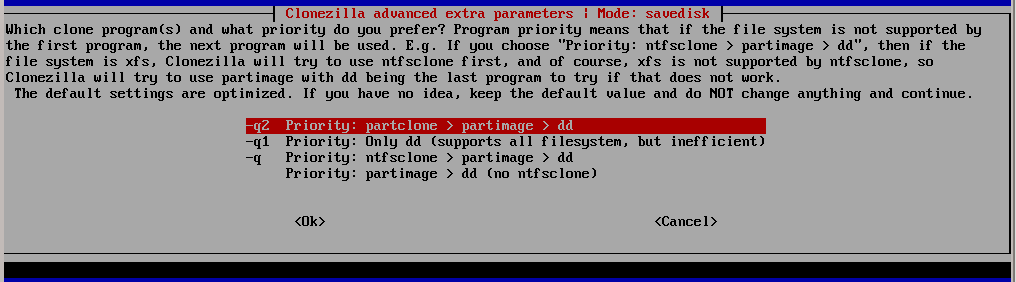 Clonezilla advanced extra parameters | Mode: savedisk
Which clone program(s) and what priority do you prefer? Program priority means that if the file system is not supported by
the first program, the next program will be used. E.g. If you choose "Priority: ntfsclone > partimage > dd", then if the
file system is xfs, Clonezilla will try to use ntfsclone first, and of course, xfs is not supported by ntfsclone, so
Clonezilla will try to use partimage with dd being the last program to try if that does not work.
The default settings are optimized. If you have no idea, keep the default value and do NOT change anything and continue.
-q2 Priority: partclone > partimage > dd
-q1 Priority: Only dd (supports all filesystem, but inefficient)
-q Priority: ntfsclone > partimage > dd
Priority: partimage > dd (no ntfsclone)
<Ok> <Cancel>